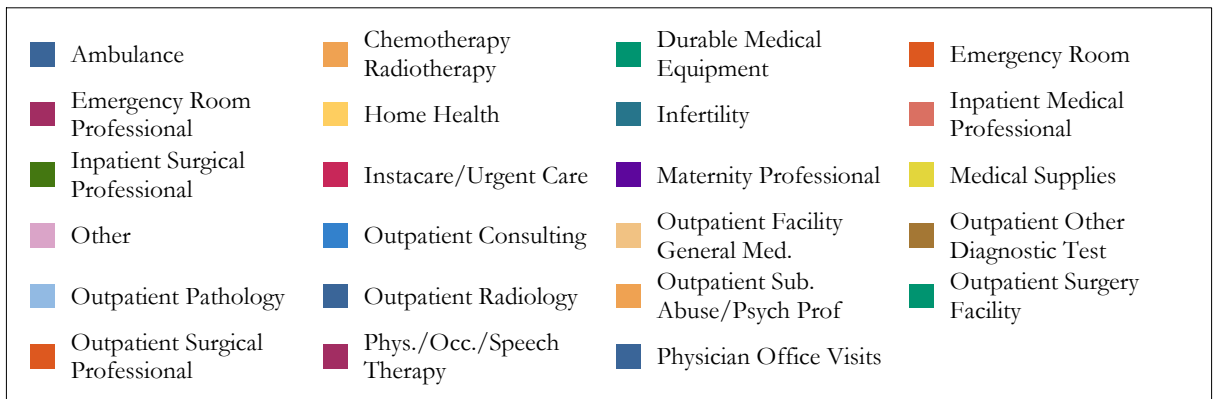 Ambulance
Chemotherapy
Radiotherapy
Durable Medical
Equipment
Emergency Room
Emergency Room
Professional
Home Health
Infertility
Inpatient Medical
Professional
Inpatient Surgical
Professional
Instacare/Urgent Care
Maternity Professional
Medical Supplies
Other
Outpatient Consulting
Outpatient Facility
General Med.
Outpatient Other
Diagnostic Test
Outpatient Pathology
Outpatient Radiology
Outpatient Sub.
Abuse/Psych Prof
Outpatient Surgery
Facility
Outpatient Surgical
Professional
Phys./Occ./Speech
Therapy
Physician Office Visits